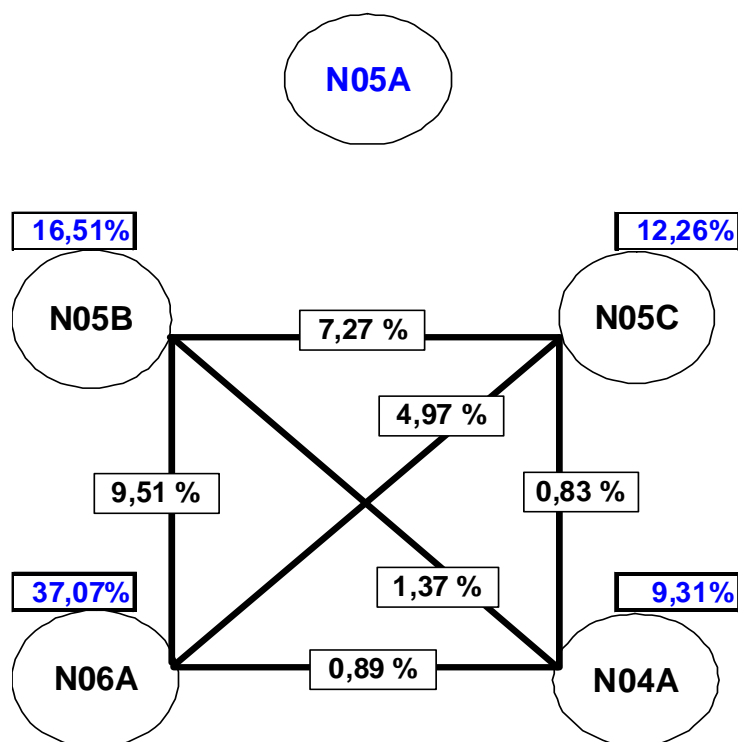 N05A
16,51%
12,26%
N05B
7,27 %
N05C
4,97 %
9,51 %
0,83 %
1,37 %
37,07%
9,31%
N06A
0,89 %
N04A